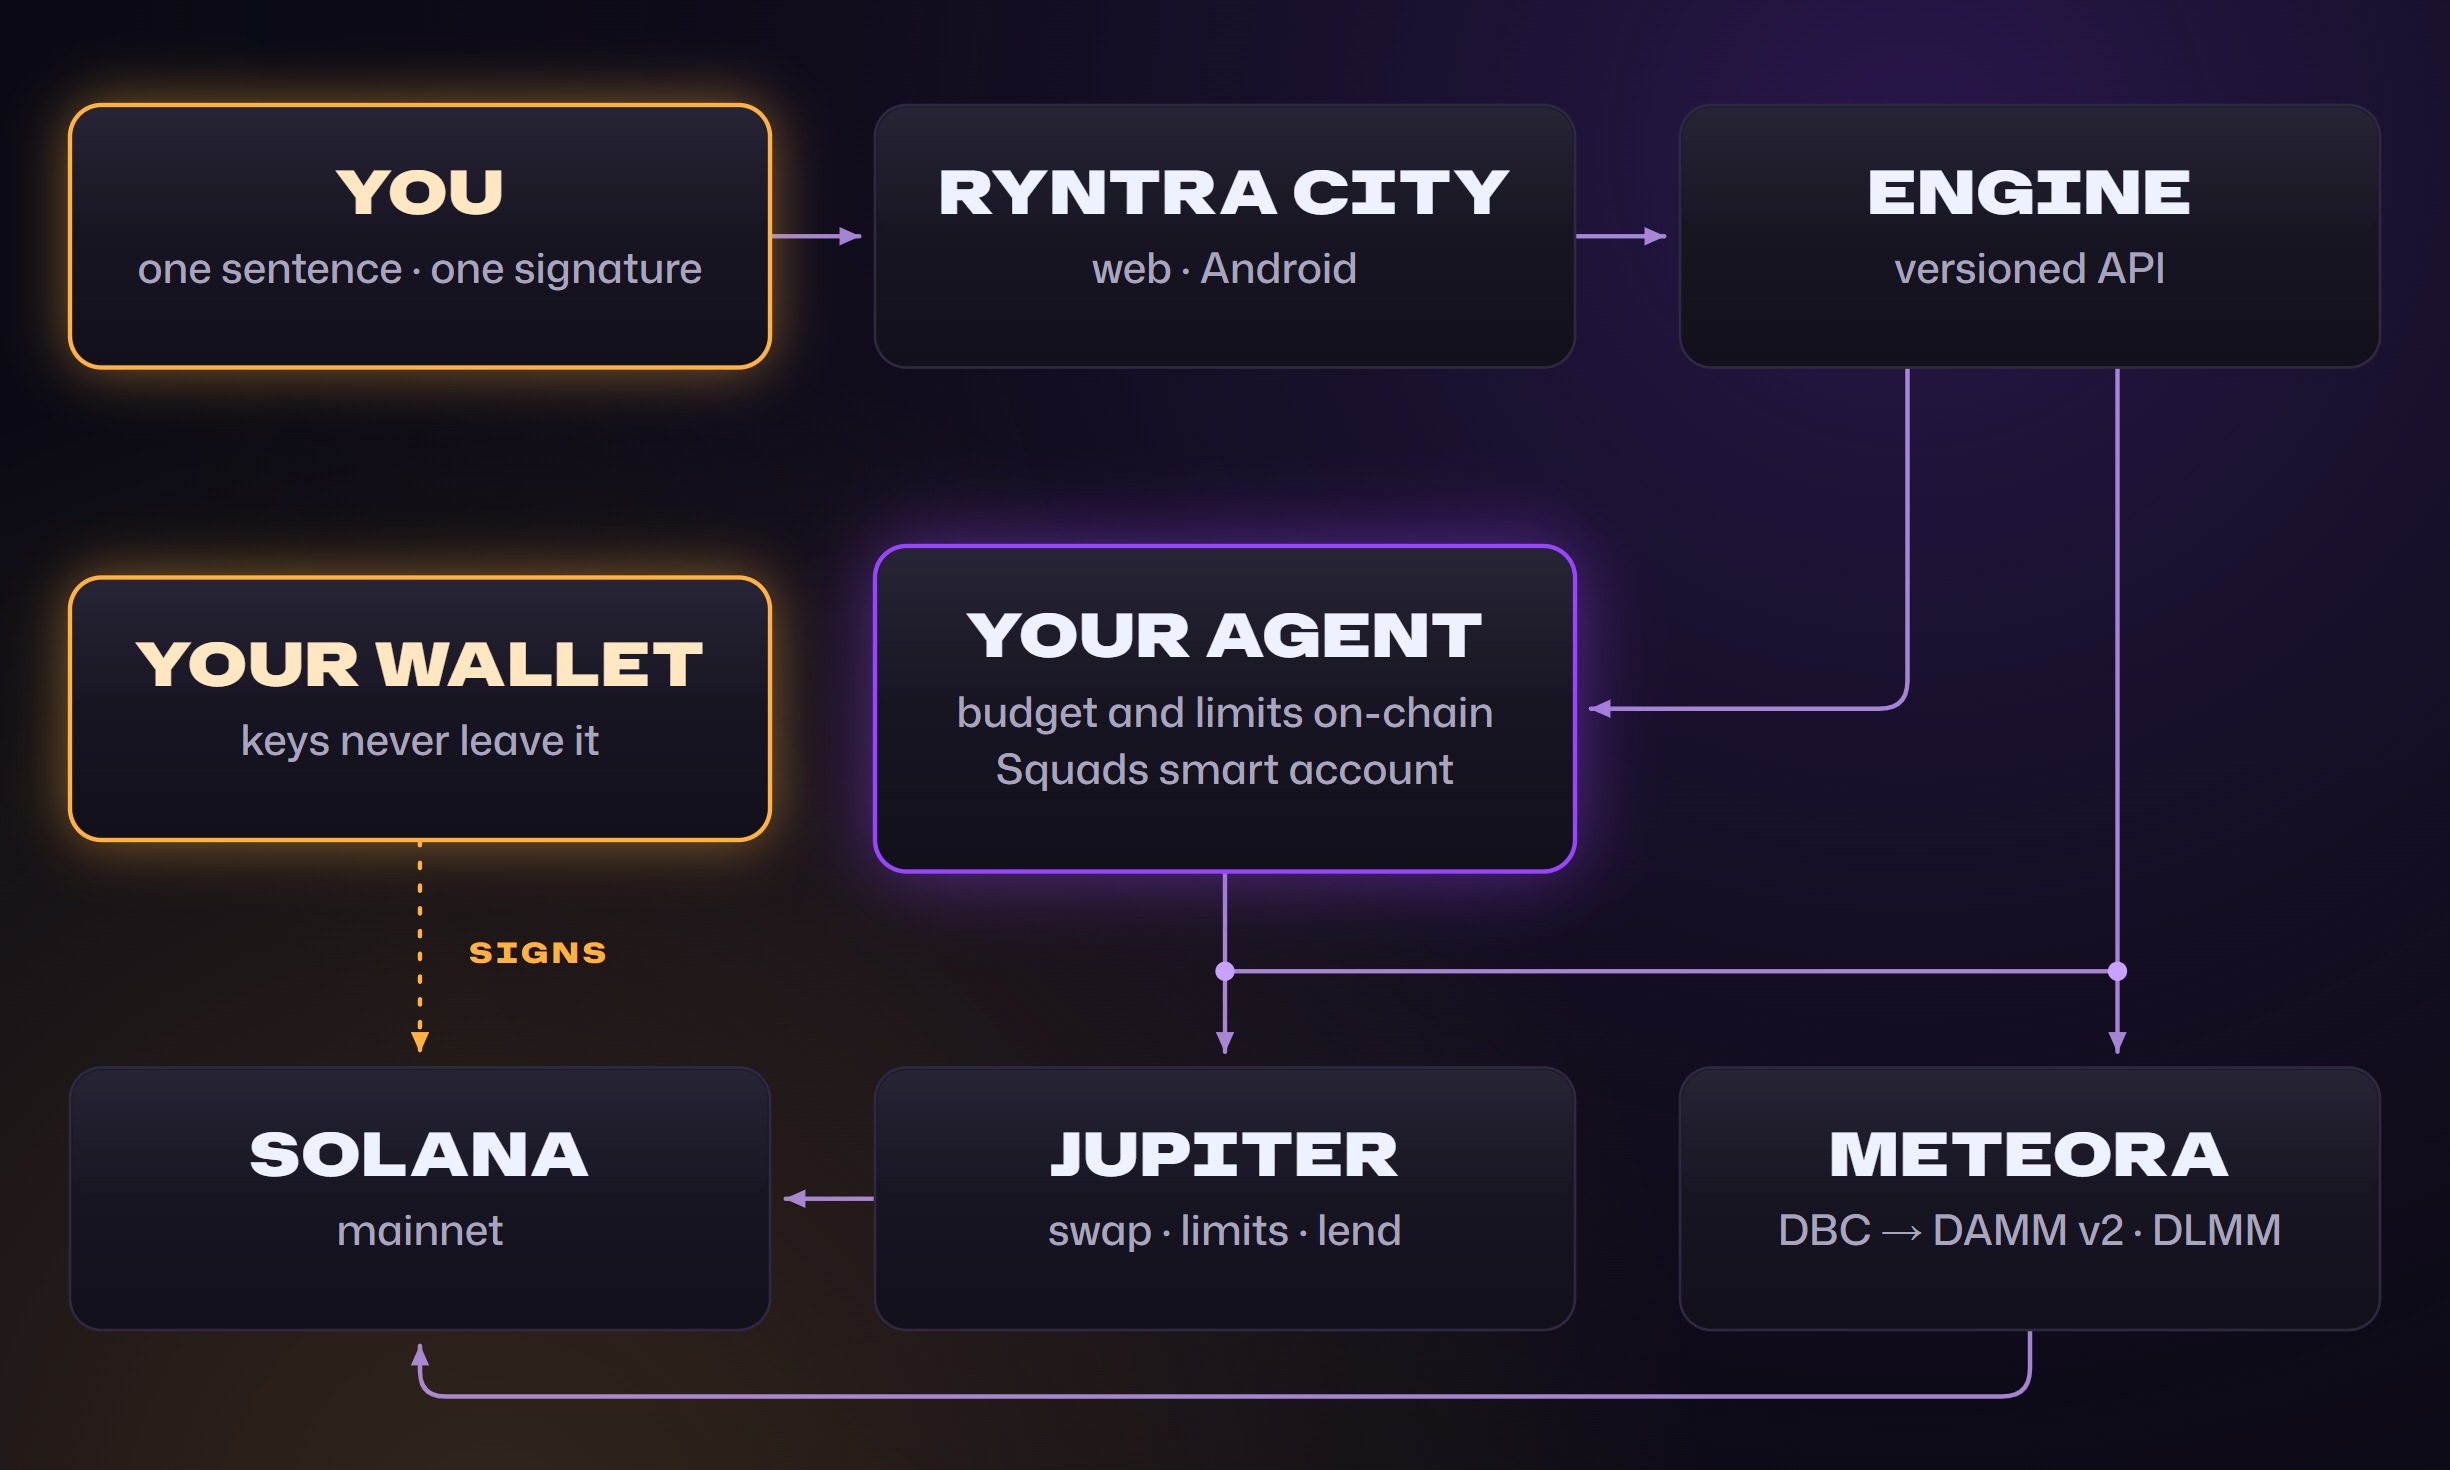 YOU
one sentence · one signature
RYNTRA CITY
web · Android
ENGINE
versioned API
YOUR WALLET
keys never leave it
YOUR AGENT
budget and limits on-chain
Squads smart account
SIGNS
SOLANA
mainnet
JUPITER
swap · limits · lend
METEORA
DBC → DAMM v2 · DLMM